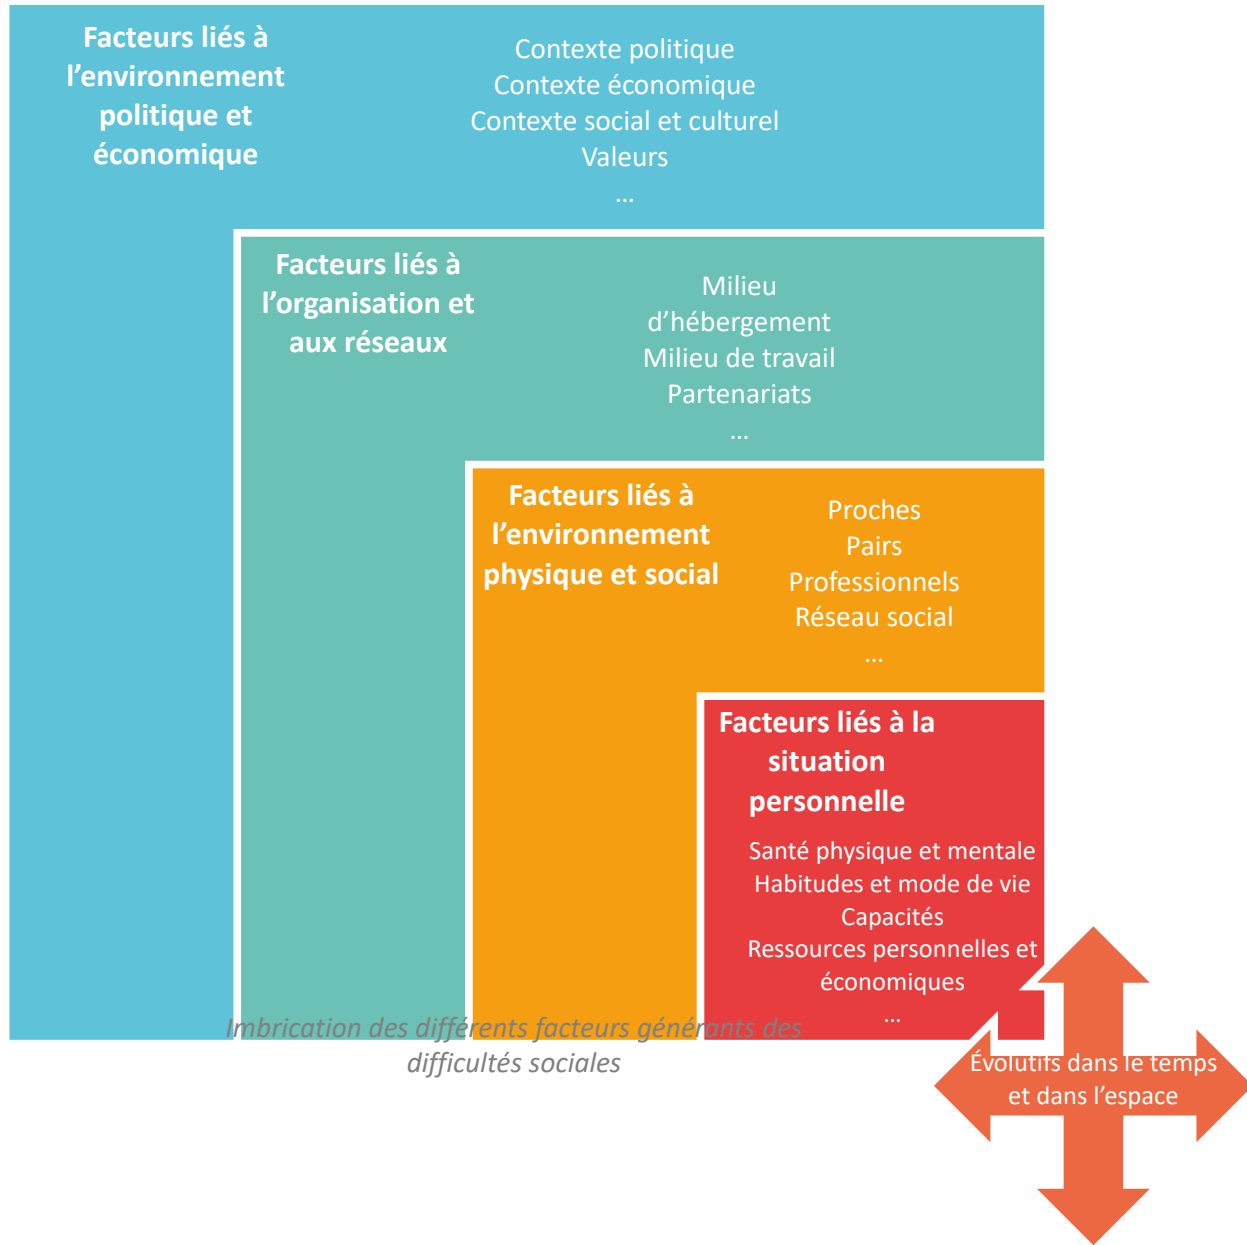 Facteurs liés à
l’environnement
politique et
économique
Contexte politique
Contexte économique
Contexte social et culturel
Valeurs
...
Facteurs liés à
l’organisation et
aux réseaux
Milieu
d’hébergement
Milieu de travail
Partenariats
...
Facteurs liés à
l’environnement
physique et social
Proches
Pairs
Professionnels
Réseau social
...
Facteurs liés à la
situation
personnelle
Santé physique et mentale
Habitudes et mode de vie
Capacités
Ressources personnelles et
économiques
...
Imbrication des différents facteurs générants des
difficultés sociales
Évolutifs dans le temps
et dans l’espace